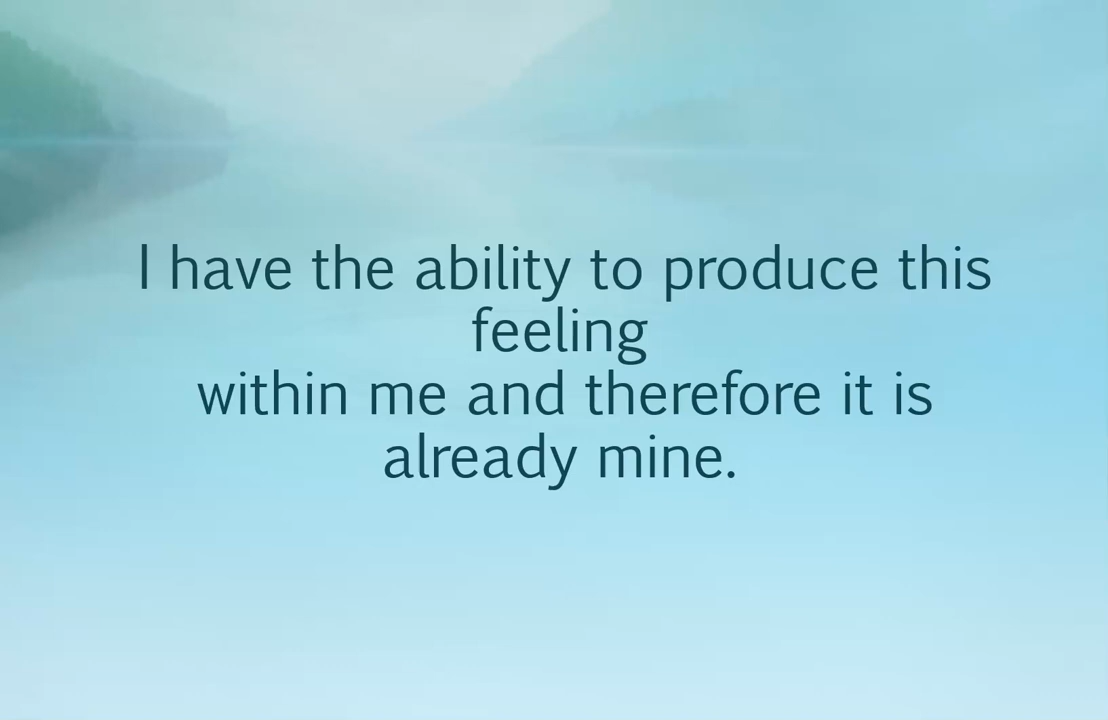 I have the ability to produce this
feeling
within me and therefore it is
already mine.